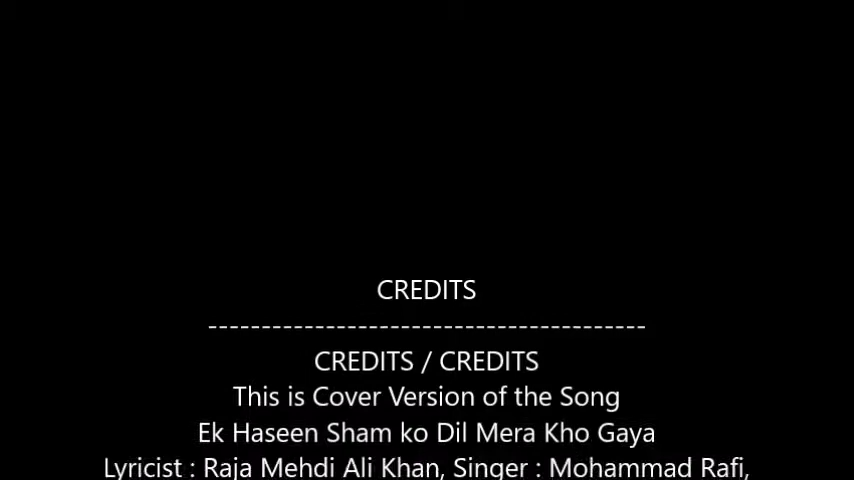 CREDITS
-----------------------------------------
CREDITS / CREDITS
This is Cover Version of the Song
Ek Haseen Sham ko Dil Mera Kho Gaya
Lyricist : Raja Mehdi Ali Khan, Singer : Mohammad Rafi,